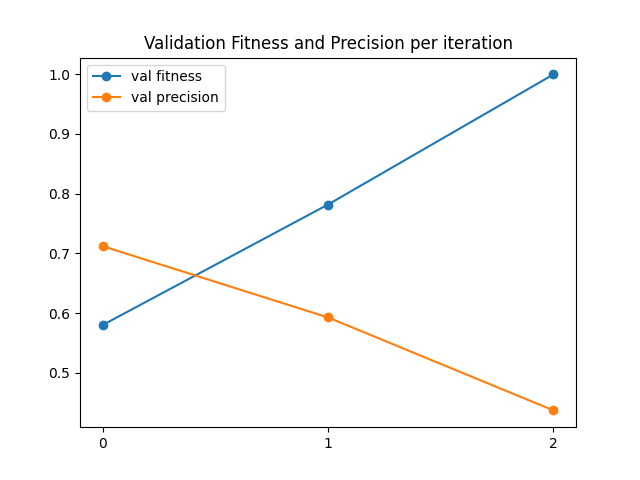 Validation Fitness and Precision per iteration
val fitness
val precision
1.0
0.9
0.8
0.7
0.6
0.5
0 1 2